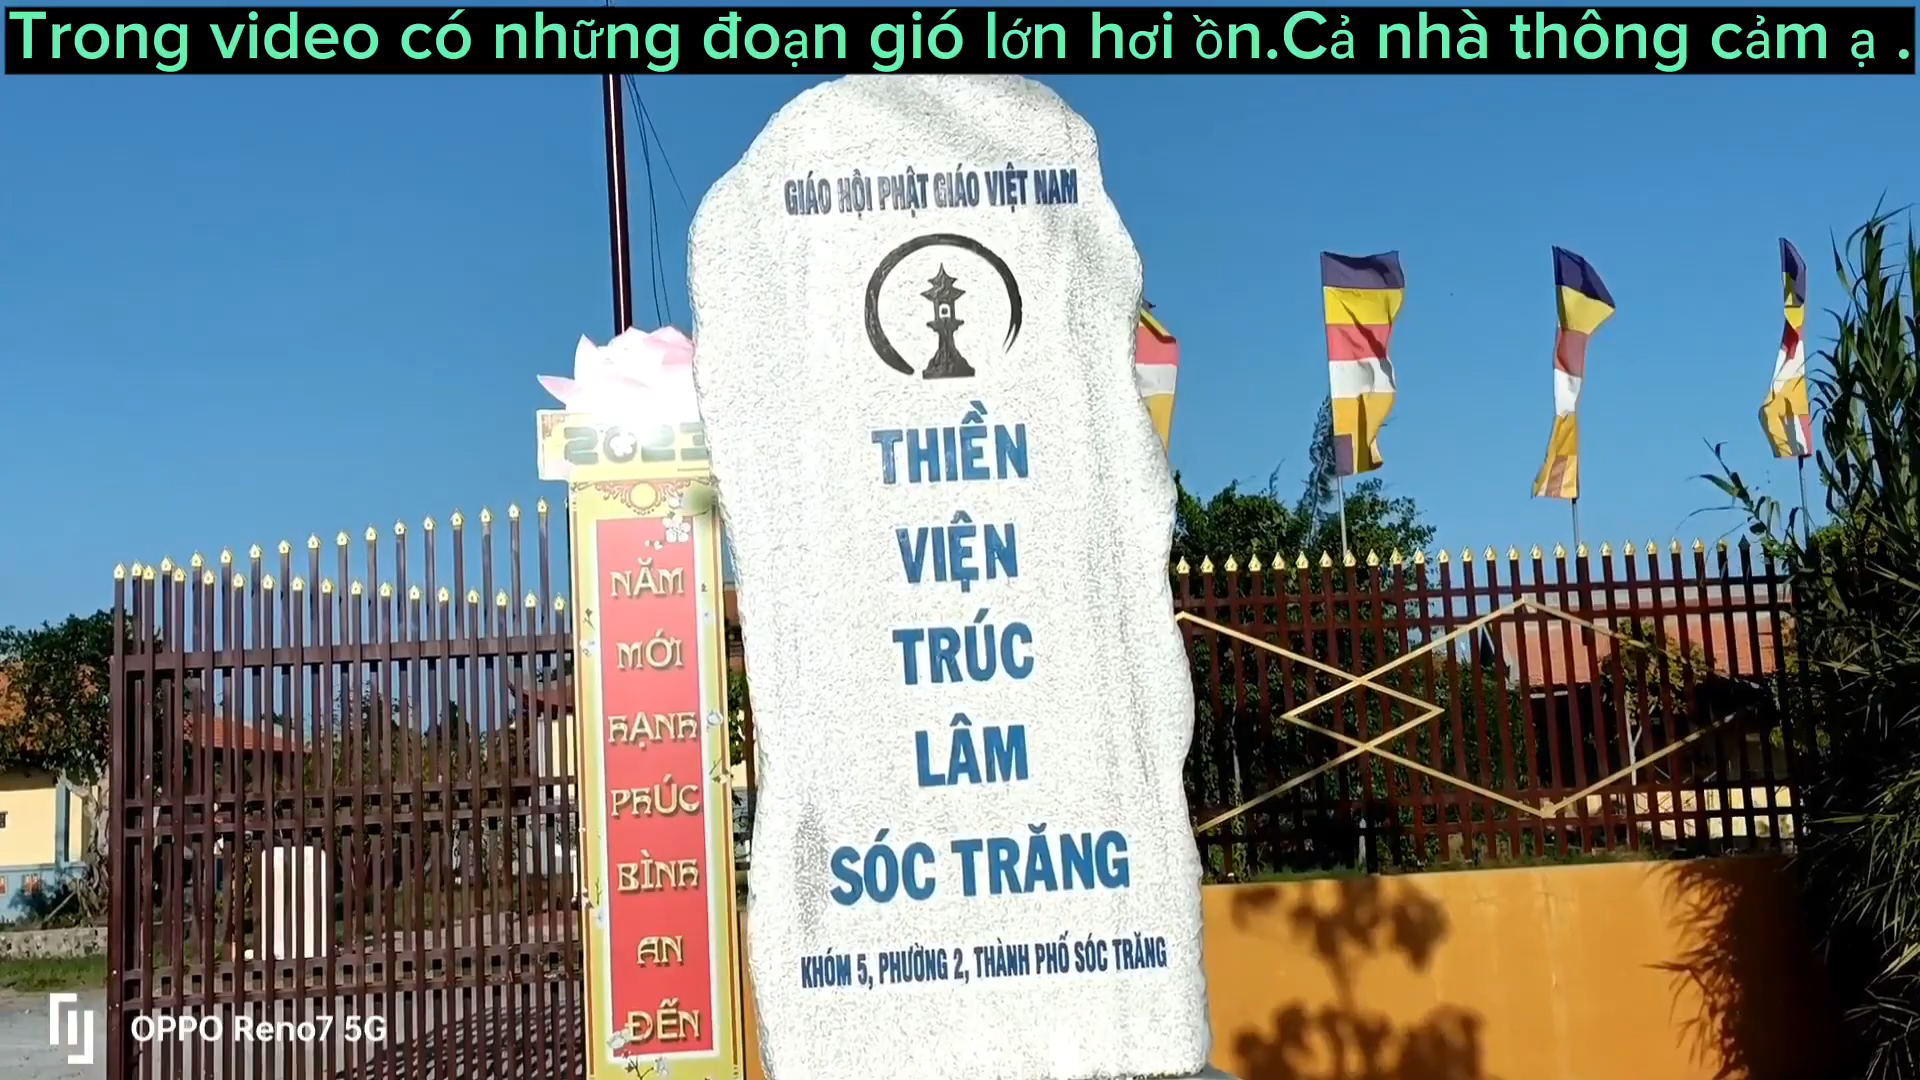 Trong video có những đoạn gió lớn hơi ồn.Cả nhà thông cảm ạ .
GIÁO HỘI PHẬT GIÁO VIỆT NAM
THIỀN
VIỆN
TRÚC
LÂM
SÓC TRĂNG
KHÓM 5, PHƯỜNG 2, THÀNH PHỐ SÓC TRĂNG
2023
NĂM
MỚI
HẠNH
PHÚC
BÌNH
AN
ĐẾN
OPPO Reno7 5G